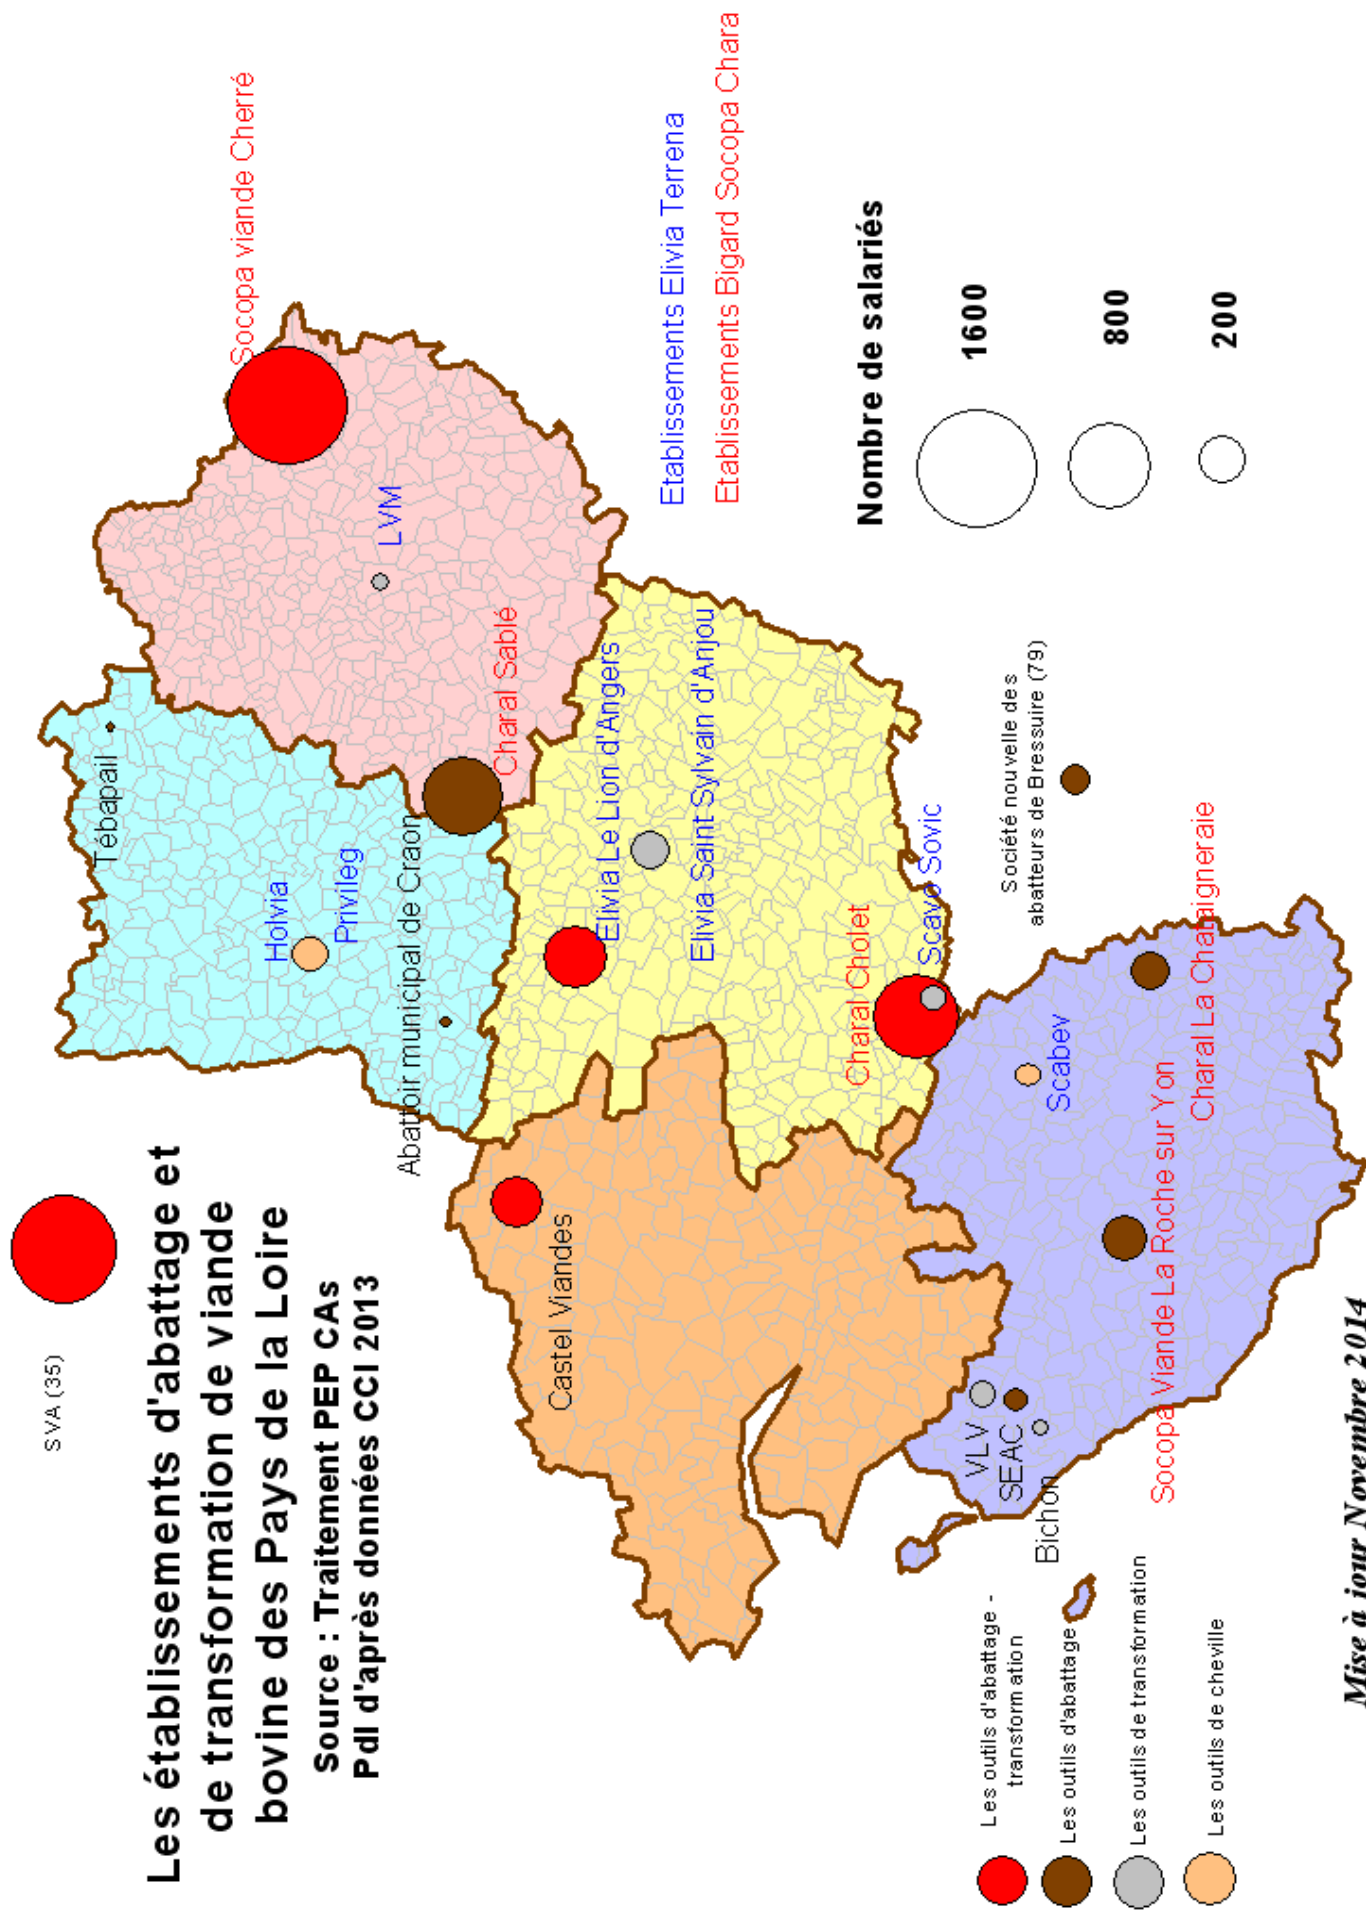 SVA (35)
Les établissements d'abattage et
de transformation de viande
bovine des Pays de la Loire
Source : Traitement PEP CAs
Pdl d'après données CCI 2013
Tébapail
Holvia
Privileg
Abattoir municipal de Craon
Socopa viande Cherré
LVM
Charal Sablé
Castel Viandes
Elivia Le Lion d'Angers
Elivia Saint Sylvain d'Anjou
Charal Cholet
Scavo Sovic
Etablissements Elivia Terrena
Etablissements Bigard Socopa Chara
Nombre de salariés
1600
800
200
Société nouvelle des
abatteurs de Bressuire (79)
VLV
SEAC
Bichon
Scabev
Socopa Viande La Roche sur Yon
Charal La Chataigneraie
Les outils d'abattage -
transformation
Les outils d'abattage
Les outils de transformation
Les outils de cheville
Mise à jour Novembre 2014